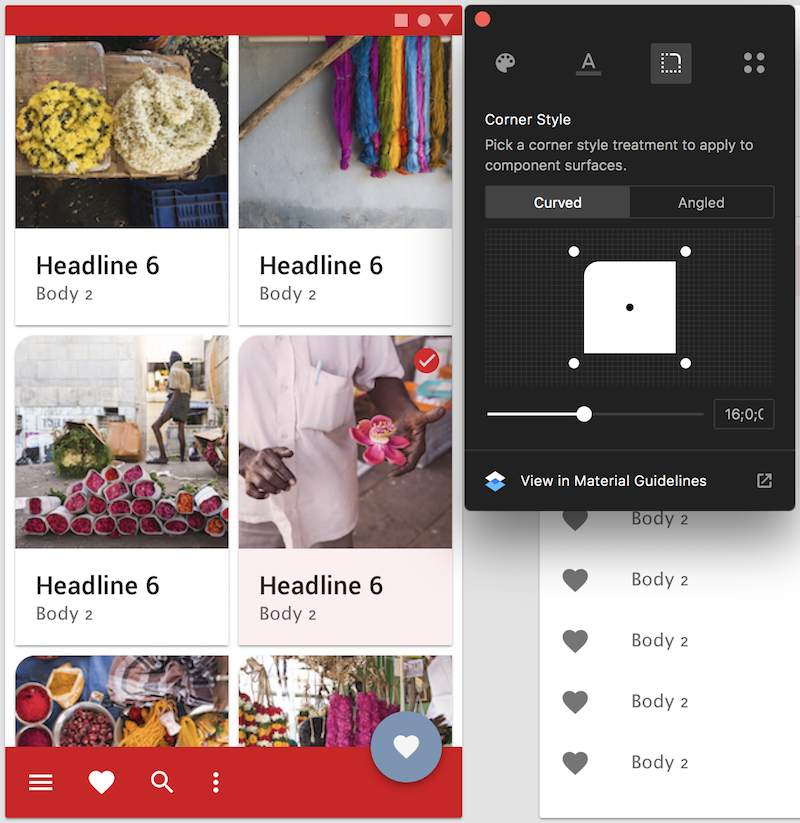 Headline 6
Body 2
Headline 6
Body 2
Headline 6
Body 2
Headline 6
Body 2
A
Corner Style
Pick a corner style treatment to apply to
component surfaces.
Curved
Angled
16;0;0
View in Material Guidelines
Body 2
Body 2
Body 2
Body 2
Body 2